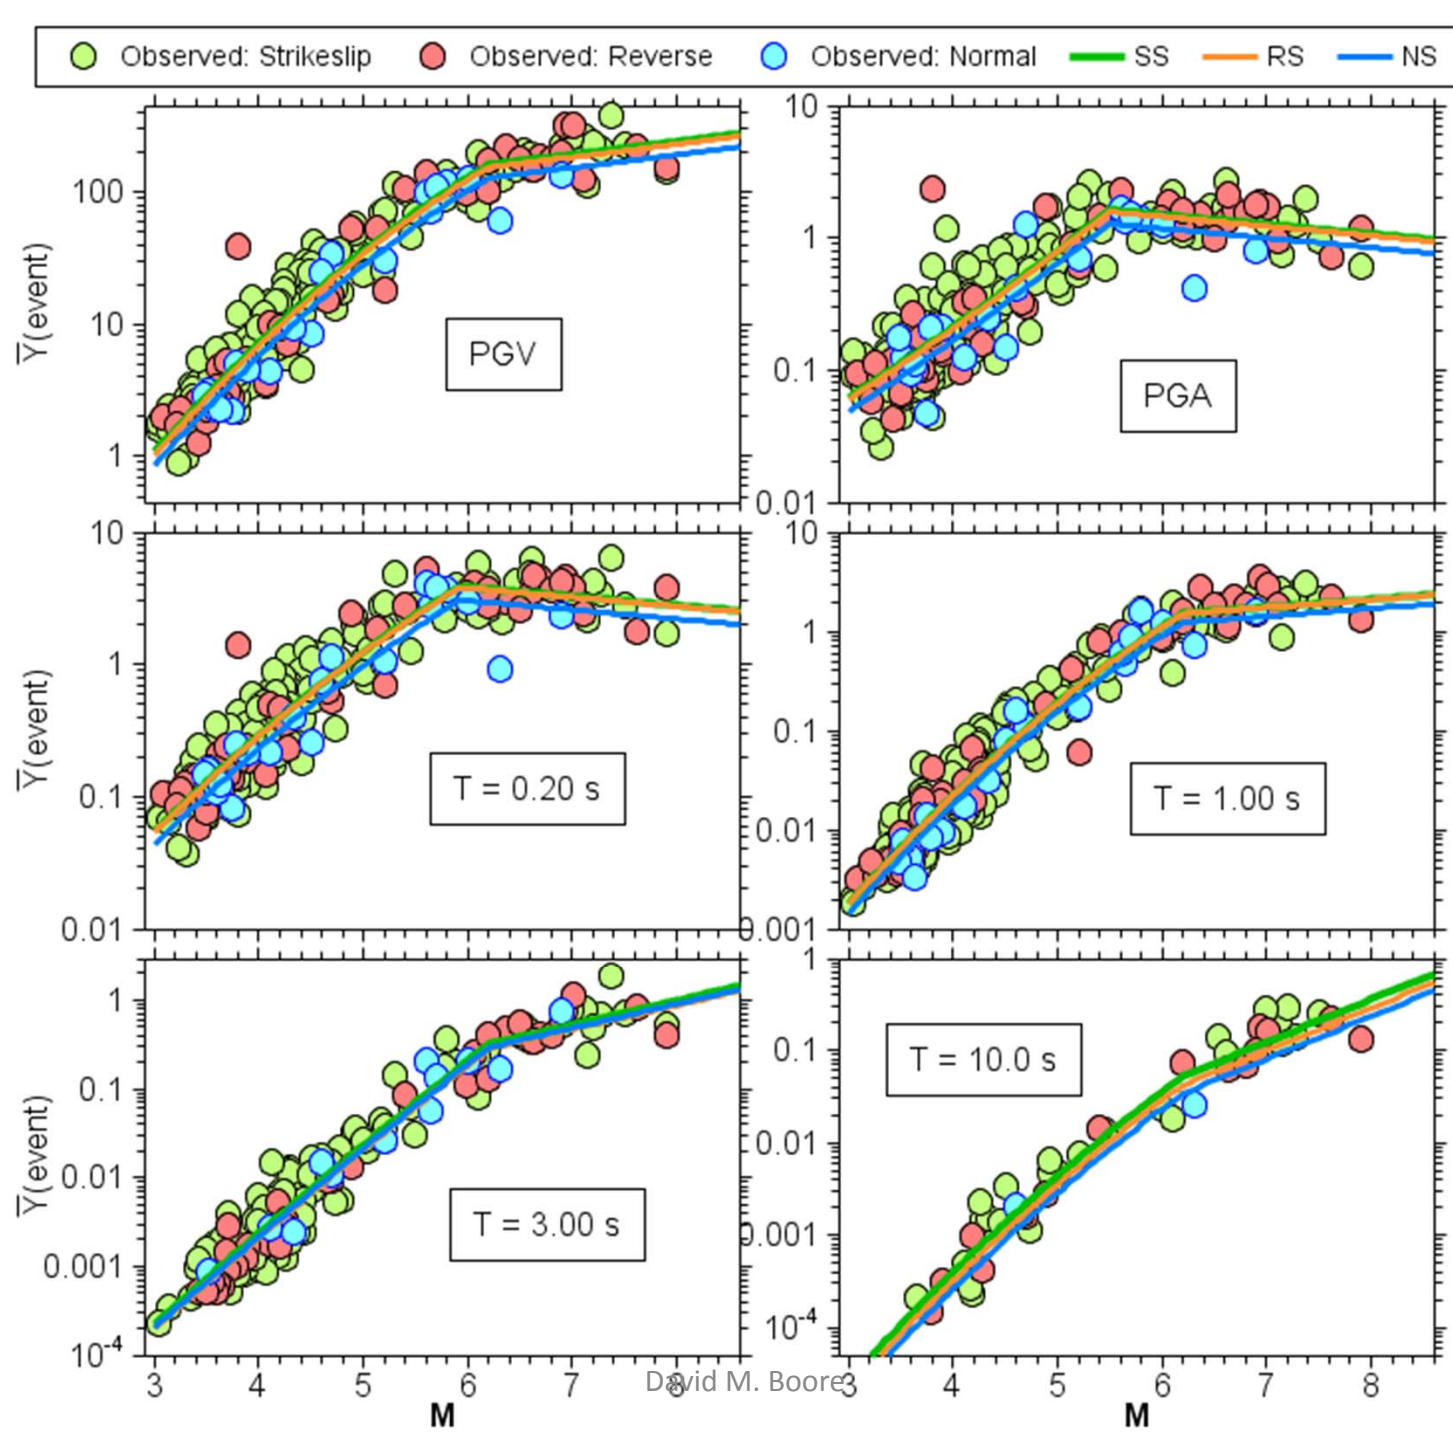 Observed: Strikeslip Observed: Reverse Observed: Normal SS RS NS
Y̅(event)
100
10
1
PGV
10
1
0.1
0.01
PGA
Y̅(event)
10
1
0.1
0.01
T = 0.20 s
10
1
0.1
0.01
0.001
T = 1.00 s
Y̅(event)
1
0.1
0.01
0.001
10-4
T = 3.00 s
1
0.1
0.01
0.001
10-4
T = 10.0 s
3 4 5 6 7 8
M
3 4 5 6 7 8
M
David M. Boore